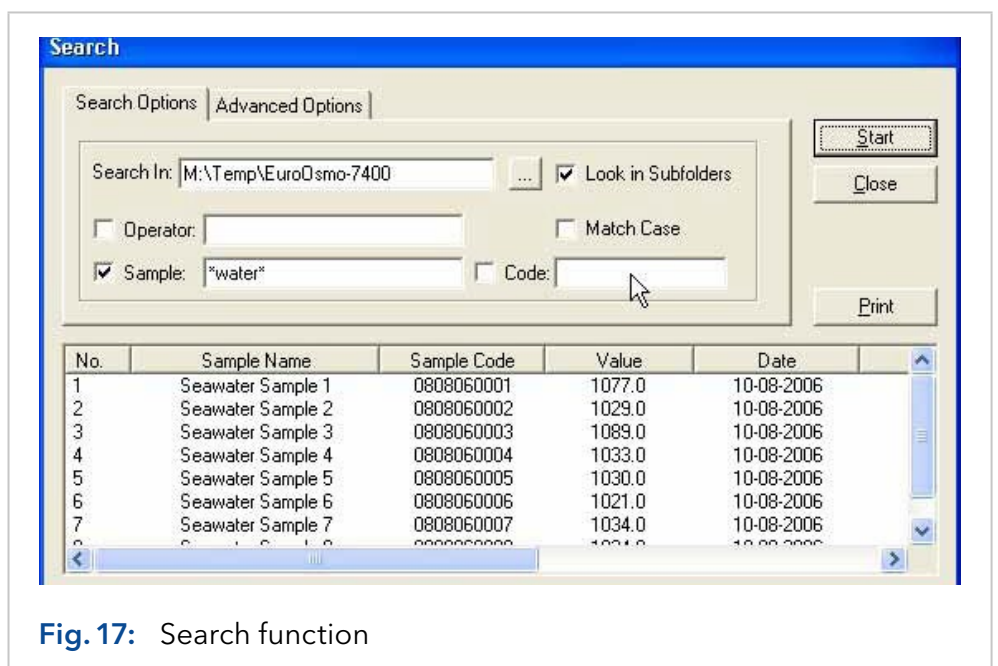 Search
Search Options Advanced Options
Start
Search In: M:\Temp\EuroOsmo-7400 ... Look in Subfolders
Close
Operator: Match Case
Sample: *water* Code:
Print
No. Sample Name Sample Code Value Date
1 Seawater Sample 1 0808060001 1077.0 10-08-2006
2 Seawater Sample 2 0808060002 1029.0 10-08-2006
3 Seawater Sample 3 0808060003 1089.0 10-08-2006
4 Seawater Sample 4 0808060004 1033.0 10-08-2006
5 Seawater Sample 5 0808060005 1030.0 10-08-2006
6 Seawater Sample 6 0808060006 1021.0 10-08-2006
7 Seawater Sample 7 0808060007 1034.0 10-08-2006
Fig. 17: Search function